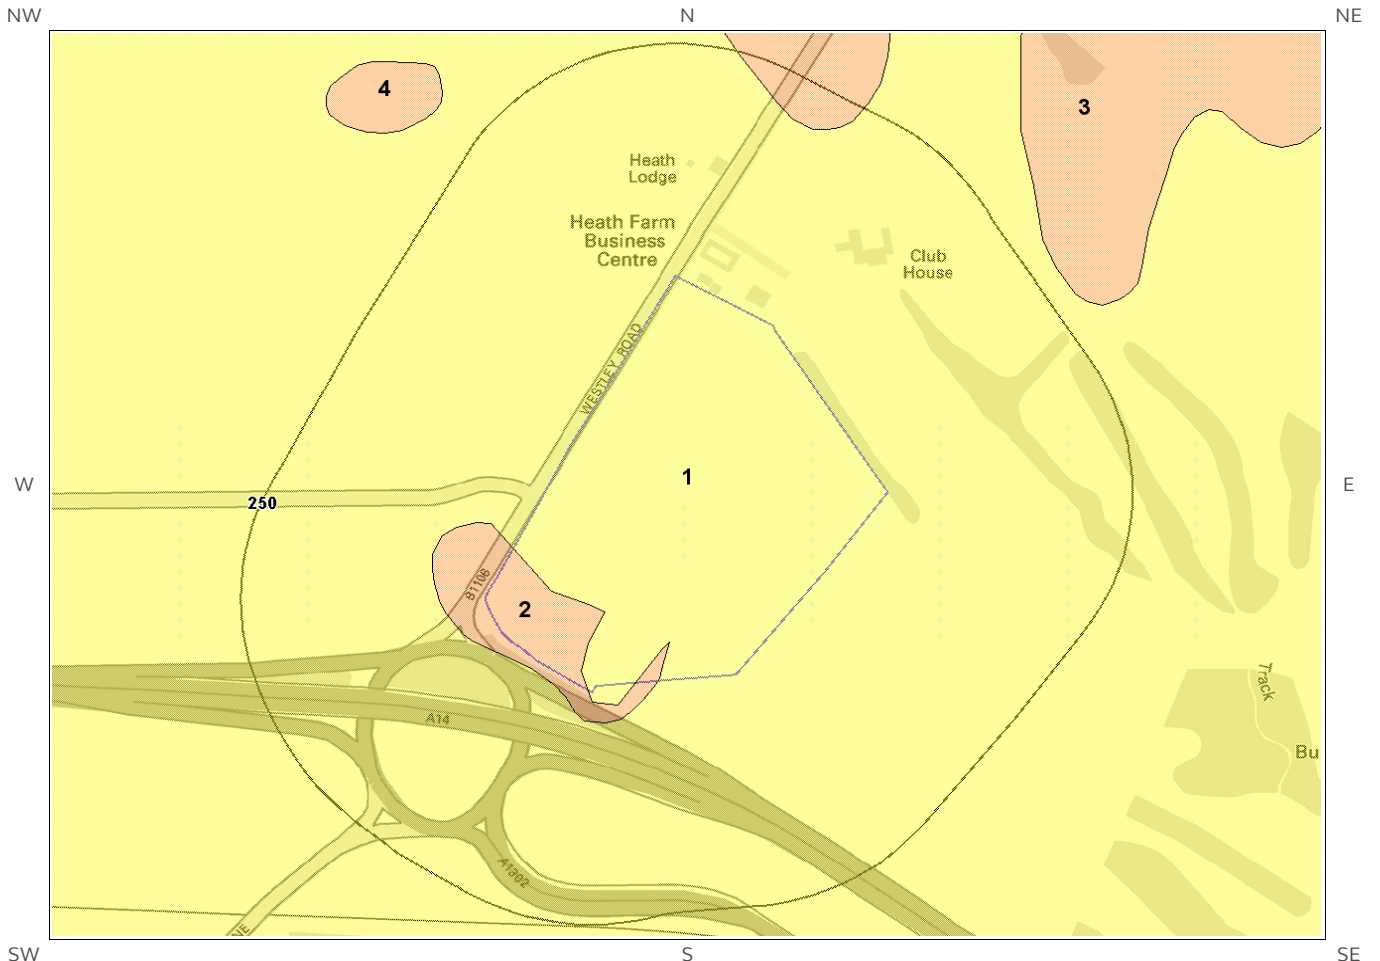 NW
N
NE
4
3
Heath
Lodge
Heath Farm
Business
Centre
Club
House
WESTLEY ROAD
1
W
E
250
B1106
2
Track
A14
Bu
A1302
NE
SW
S
SE